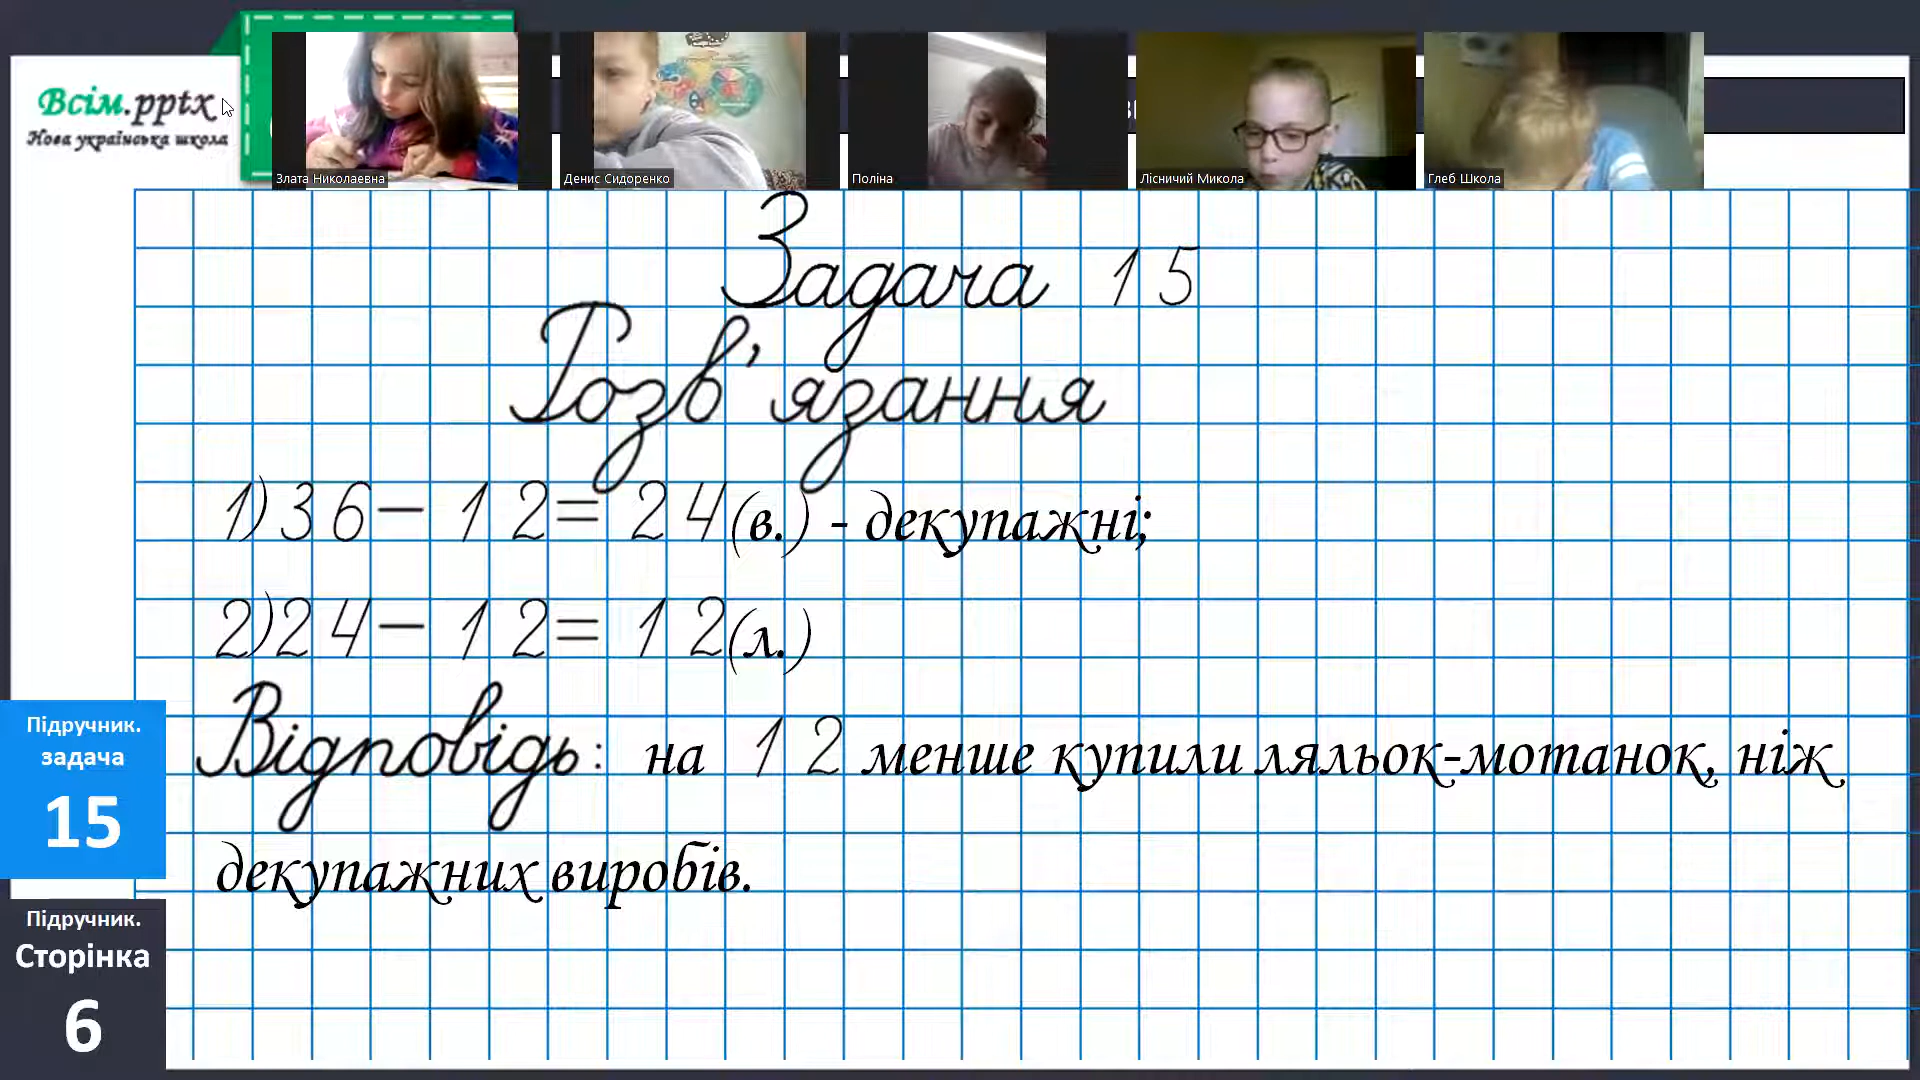 Всім.pptx
Нова українська школа
Злата Николаевна
Денис Сидоренко
Поліна
Лісничий Микола
Глеб Школа
Задача 15
Розв'язання
1) 36 – 12 = 24 (в.) - декупажні;
2) 24 – 12 = 12 (л.)
Відповідь: на 12 менше купили ляльок-мотанок, ніж
декупажних виробів.
Підручник.
задача
15
Підручник.
Сторінка
6